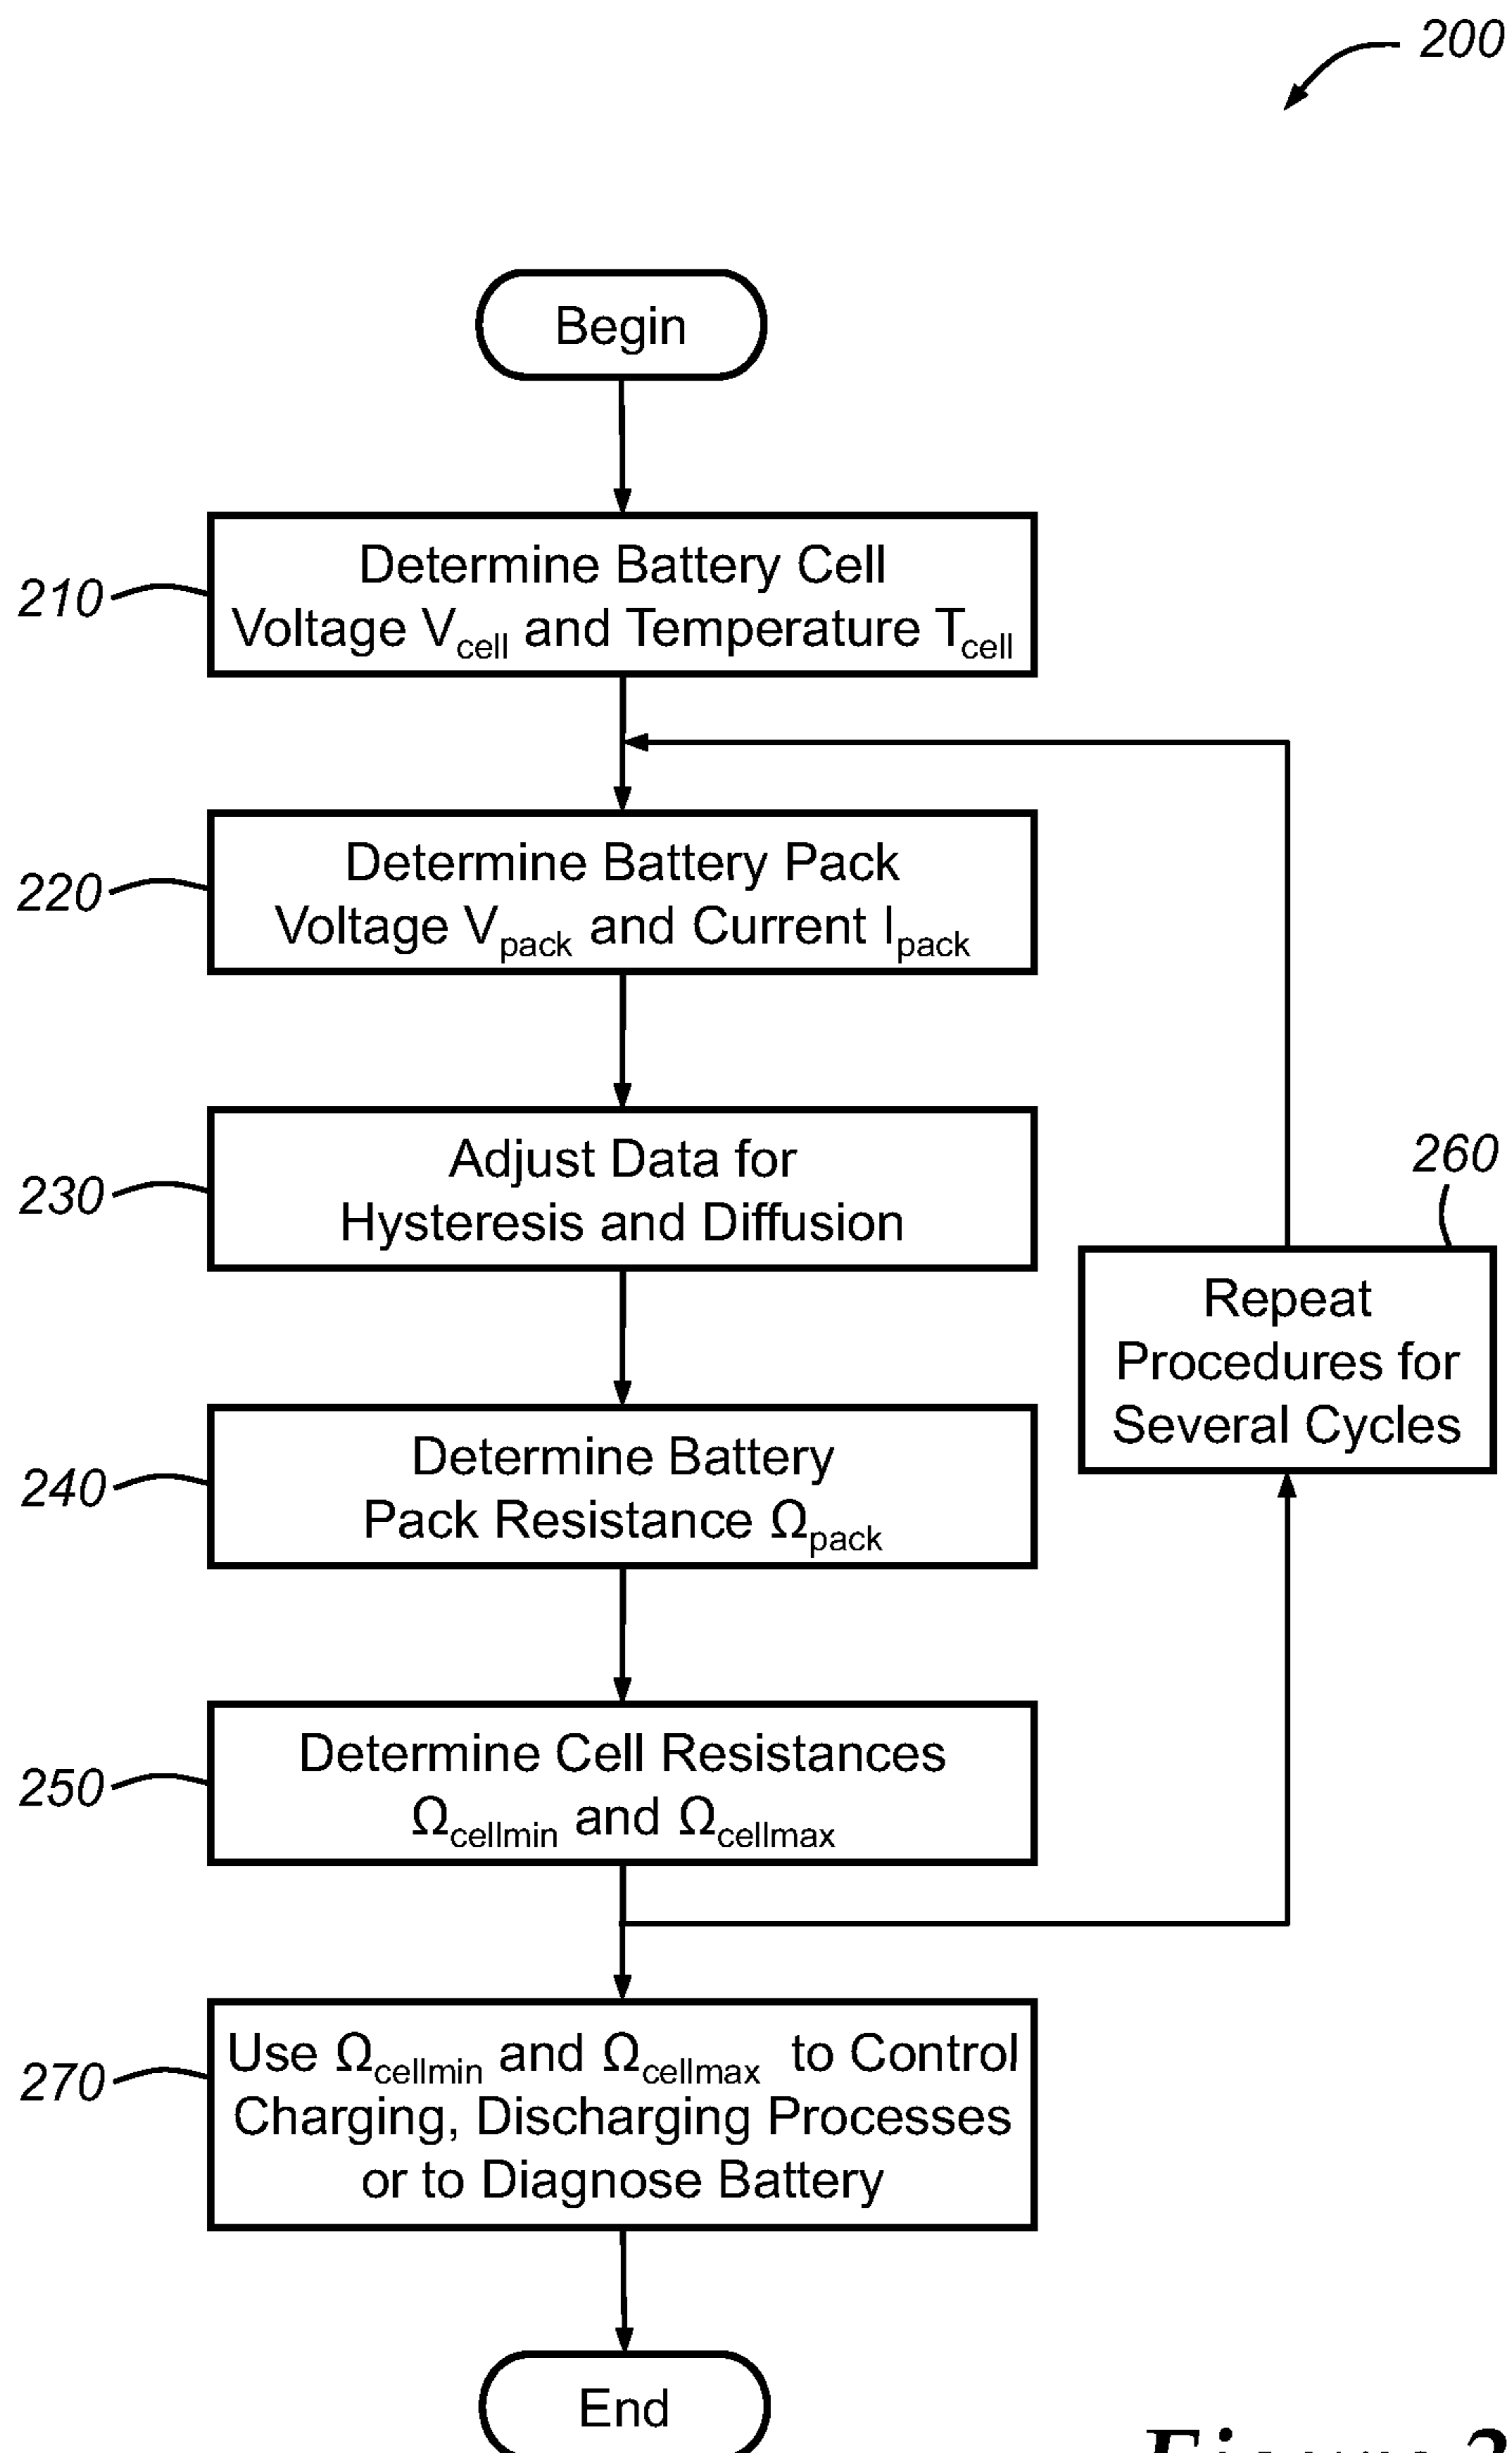 200
Begin
210
Determine Battery Cell
Voltage Vcell and Temperature Tcell
220
Determine Battery Pack
Voltage Vpack and Current Ipack
230
Adjust Data for
Hysteresis and Diffusion
260
Repeat
Procedures for
Several Cycles
240
Determine Battery
Pack Resistance Ωpack
250
Determine Cell Resistances
Ωcellmin and Ωcellmax
270
Use Ωcellmin and Ωcellmax to Control
Charging, Discharging Processes
or to Diagnose Battery
End